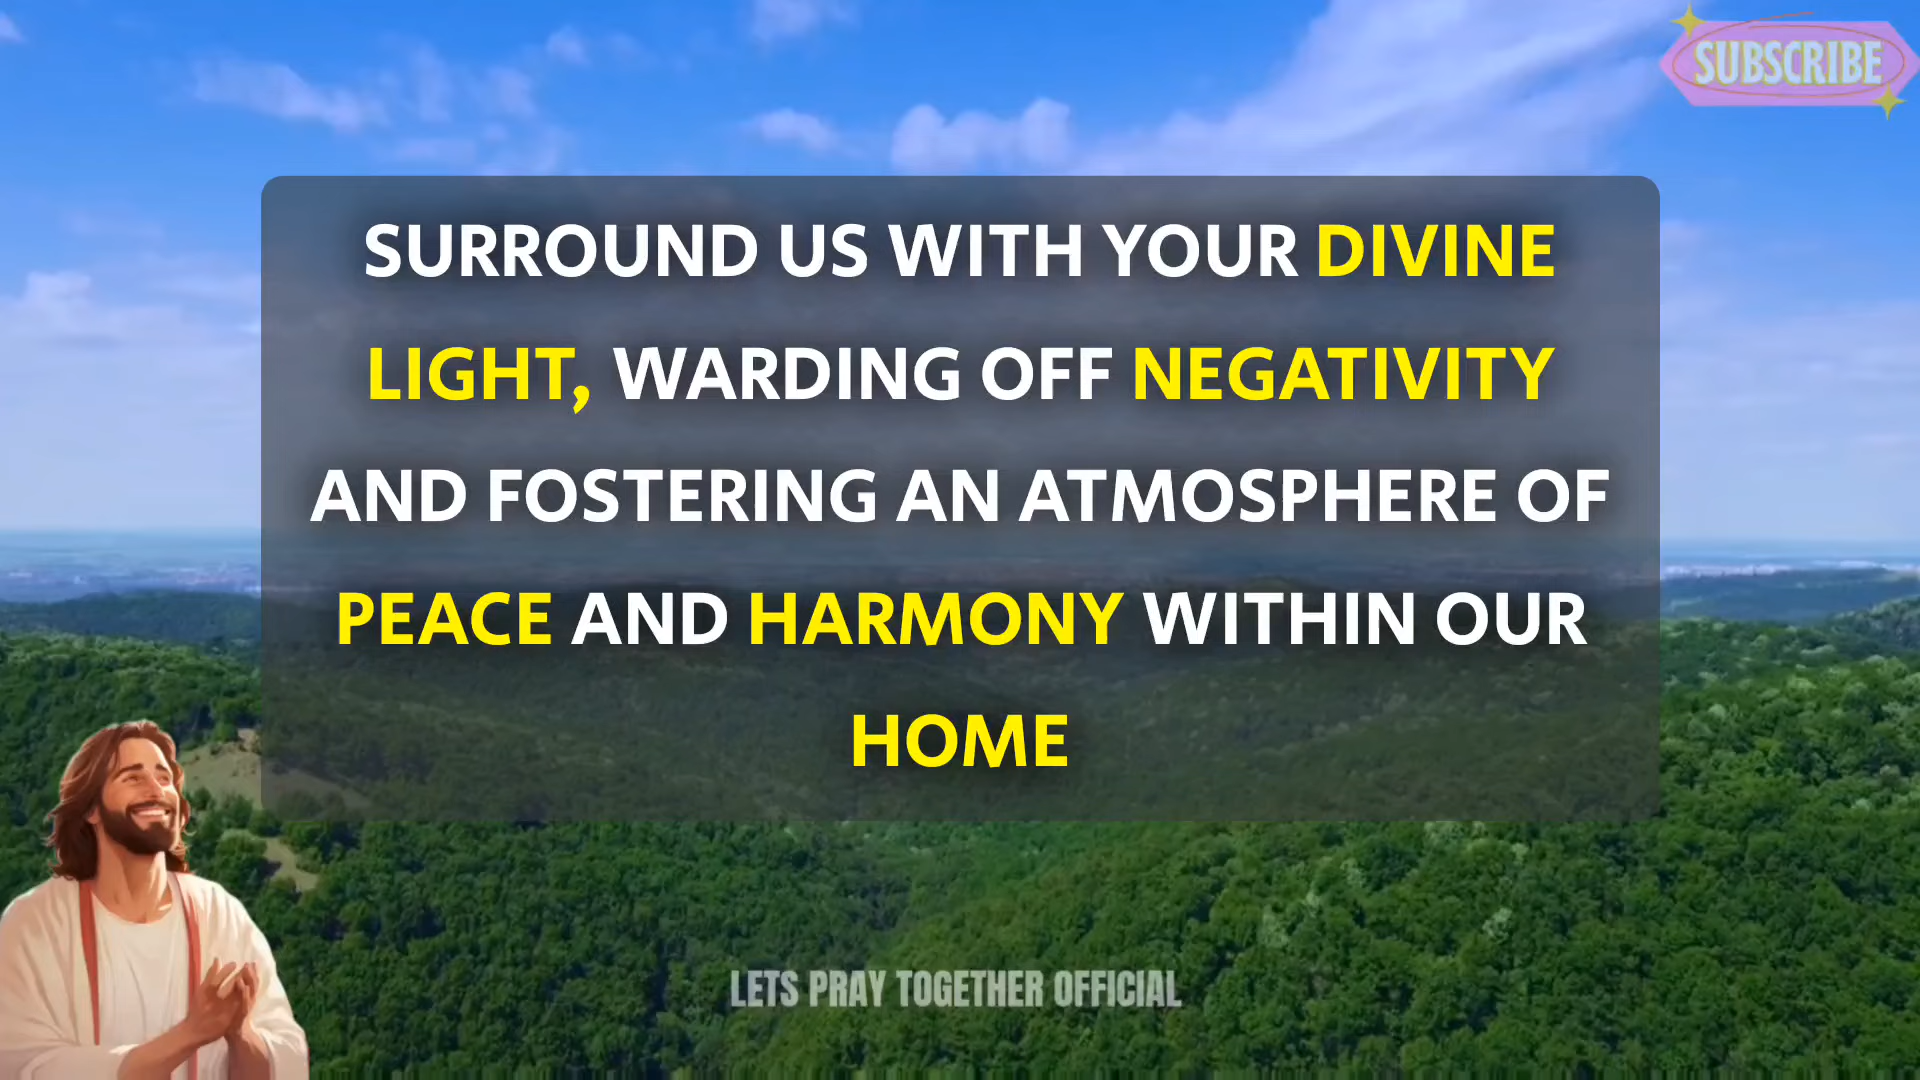 SUBSCRIBE
SURROUND US WITH YOUR DIVINE
LIGHT, WARDING OFF NEGATIVITY
AND FOSTERING AN ATMOSPHERE OF
PEACE AND HARMONY WITHIN OUR
HOME
LETS PRAY TOGETHER OFFICIAL